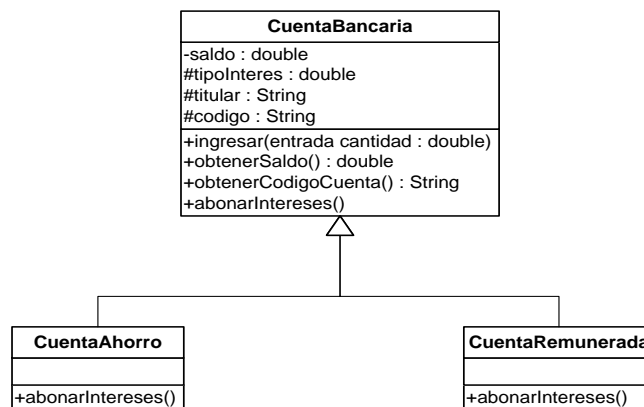 CuentaBancaria
-saldo : double
#tipoInteres : double
#titular : String
#codigo : String
+ingresar(entrada cantidad : double)
+obtenerSaldo() : double
+obtenerCodigoCuenta() : String
+abonarIntereses()
CuentaAhorro
+abonarIntereses()
CuentaRemunerada
+abonarIntereses()